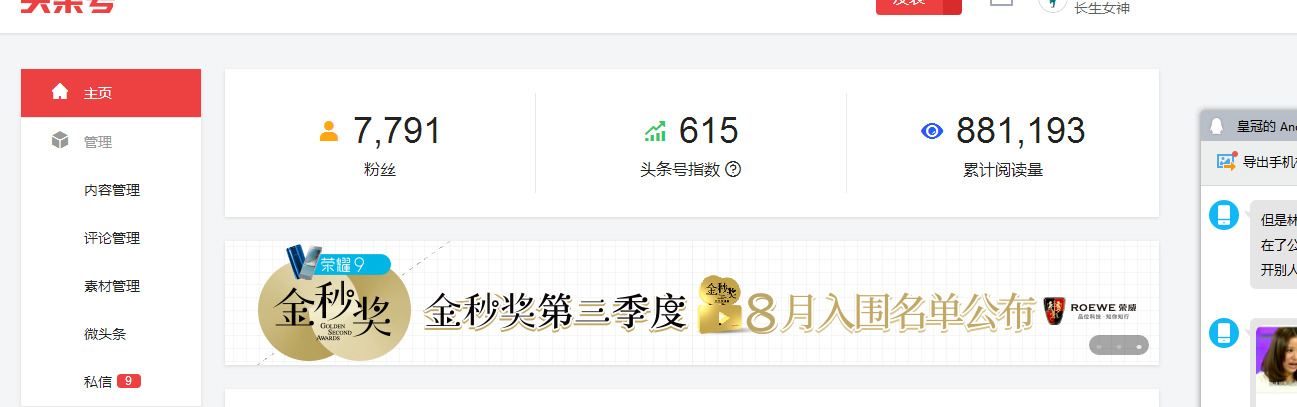 头条号
发表
长生女神
主页
管理
内容管理
评论管理
素材管理
微头条
私信 9
7,791
粉丝
615
头条号指数 ?
881,193
累计阅读量
荣耀9
金秒奖
GOLDEN
SECOND
AWARDS
金秒奖第三季度
金秒奖
8月入围名单公布
ROEWE 荣威
品位科技·知你知行
皇冠的 And
导出手机
但是林
在了公
开别人